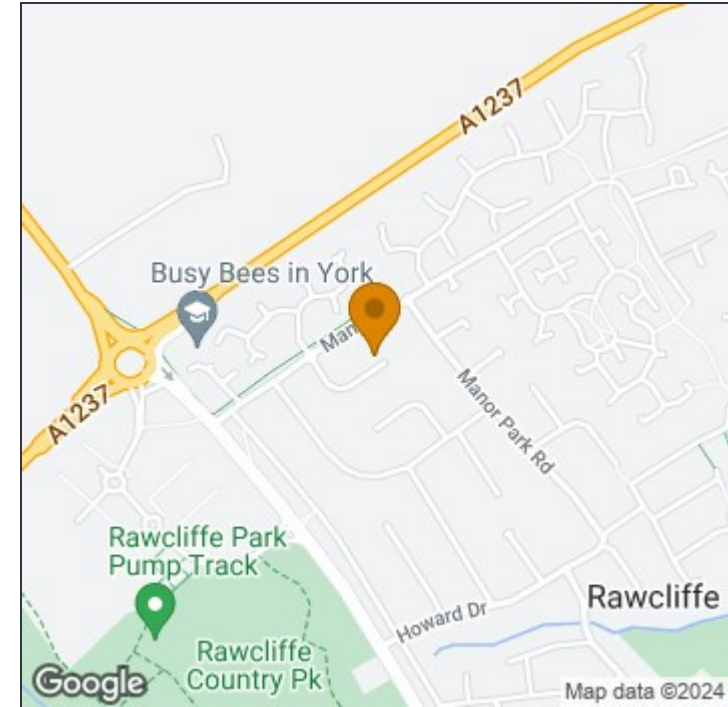 A1237
Busy Bees in York
A1237
Manor Park Rd
Rawcliffe Park
Pump Track
Rawcliffe
Howard Dr
Rawcliffe
Country Pk
Google
Map data ©2024